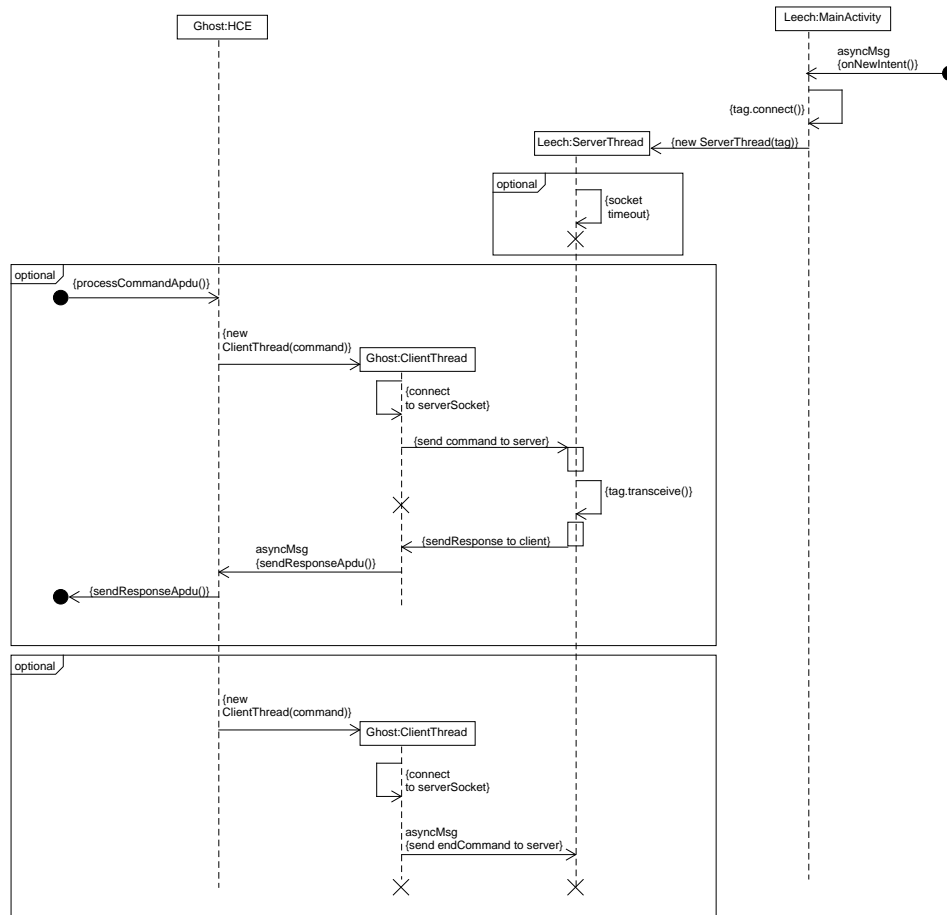 Leech:MainActivity
Ghost:HCE
asyncMsg
{onNewIntent()}
{tag.connect()}
Leech:ServerThread
{new ServerThread(tag)}
optional
{socket
timeout}
optional
{processCommandApdu()}
{new
ClientThread(command)}
Ghost:ClientThread
{connect
to serverSocket}
{send command to server}
{tag.transceive()}
{sendResponse to client}
asyncMsg
{sendResponseApdu()}
{sendResponseApdu()}
optional
{new
ClientThread(command)}
Ghost:ClientThread
{connect
to serverSocket}
asyncMsg
{send endCommand to server}